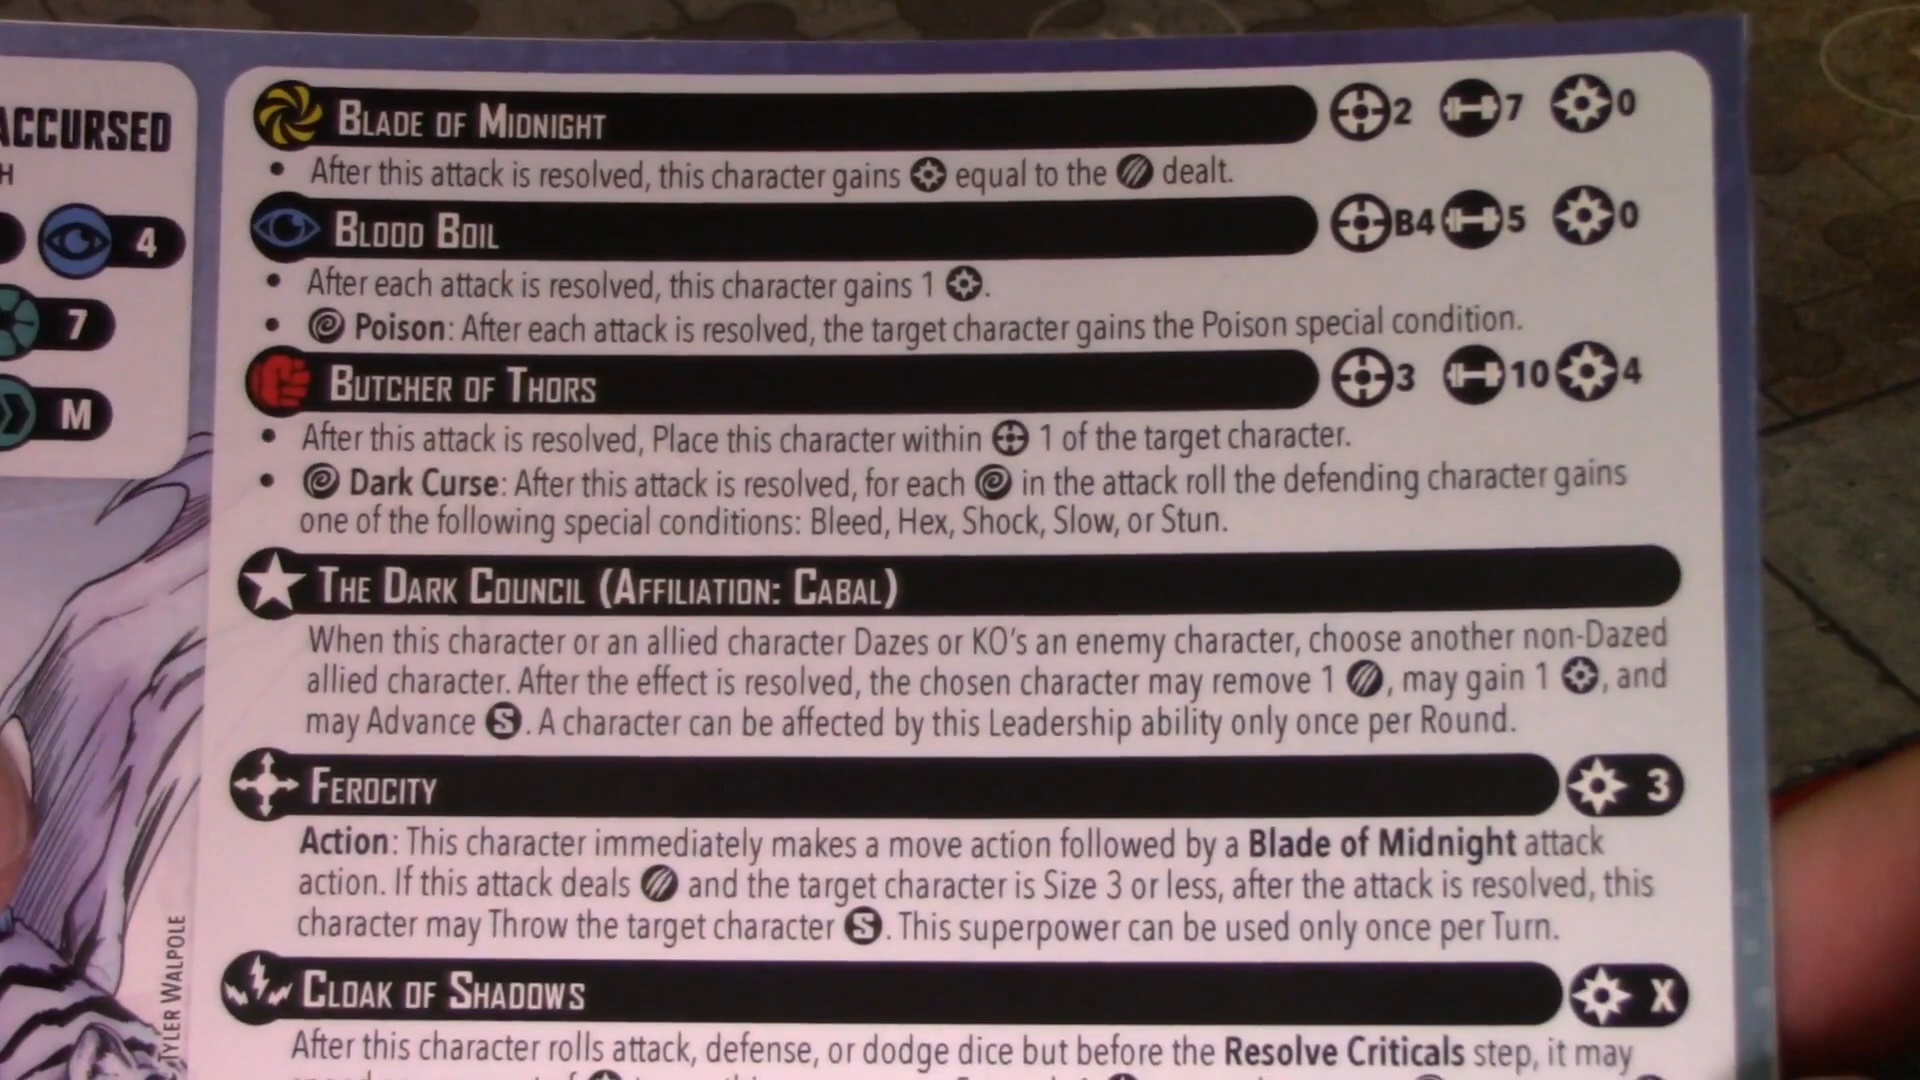 ACCURSED
H
4
7
M
TYLER WALPOLE
BLADE OF MIDNIGHT 2 7 0
• After this attack is resolved, this character gains equal to the dealt.
BLOOD BOIL B4 5 0
• After each attack is resolved, this character gains 1 .
• Poison: After each attack is resolved, the target character gains the Poison special condition.
BUTCHER OF THORS 3 10 4
• After this attack is resolved, Place this character within 1 of the target character.
• Dark Curse: After this attack is resolved, for each in the attack roll the defending character gains
one of the following special conditions: Bleed, Hex, Shock, Slow, or Stun.
THE DARK COUNCIL (AFFILIATION: CABAL)
When this character or an allied character Dazes or KO's an enemy character, choose another non-Dazed
allied character. After the effect is resolved, the chosen character may remove 1 , may gain 1 , and
may Advance S. A character can be affected by this Leadership ability only once per Round.
FEROCITY 3
Action: This character immediately makes a move action followed by a Blade of Midnight attack
action. If this attack deals and the target character is Size 3 or less, after the attack is resolved, this
character may Throw the target character S. This superpower can be used only once per Turn.
CLOAK OF SHADOWS X
After this character rolls attack, defense, or dodge dice but before the Resolve Criticals step, it may